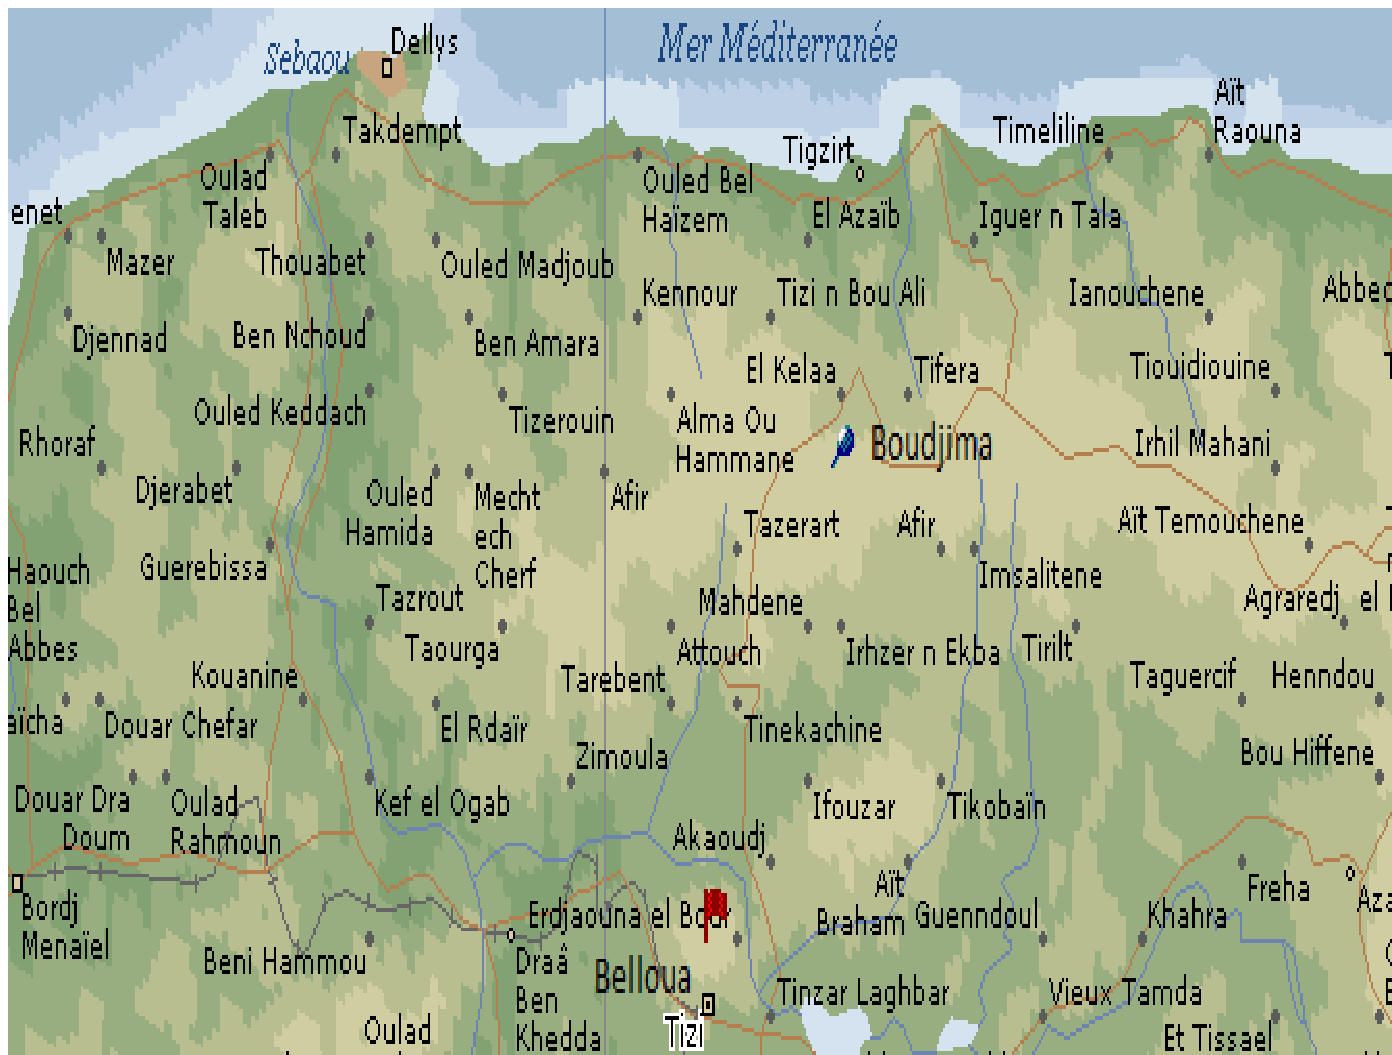 Mer Méditerranée
Dellys
Sebaou
Aït
Raouna
Takdempt
Timeliline
Tigzirt
Oulad
Taleb
Ouled Bel
Haïzem
enet
El Azaïb
Iguer n Tala
Mazer
Thouabet
Ouled Madjoub
Kennour
Tizi n Bou Ali
Ianouchene
Abbec
Djennad
Ben Nchoud
Ben Amara
El Kelaa
Tifera
Tiouidiouine
Ouled Keddach
Tizerouin
Alma Ou
Hammane
Boudjima
Irhil Mahani
Rhoraf
Djerabet
Ouled
Hamida
Mecht
ech
Cherf
Afir
Tazerart
Afir
Aït Temouchene
Haouch
Bel
Abbes
Guerebissa
Imsalitene
Tazrout
Mahdene
Agraredj
el
Taourga
Attouch
Irhzer n Ekba
Tirilt
Kouanine
Tarebent
Taguercif
Henndou
aïcha
Douar Chefar
El Rdaïr
Tinekachine
Zimoula
Bou Hiffene
Douar Dra
Doum
Oulad
Rahmoun
Kef el Ogab
Ifouzar
Tikobaïn
Akaoudj
Bordj
Menaïel
Aït
Braham
Guenndoul
Freha
Aza
Erdjaouna el Bour
Khahra
Beni Hammou
Draâ
Ben
Khedda
Belloua
Tinzar Laghbar
Vieux Tamda
Oulad
Tizi
Et Tissael